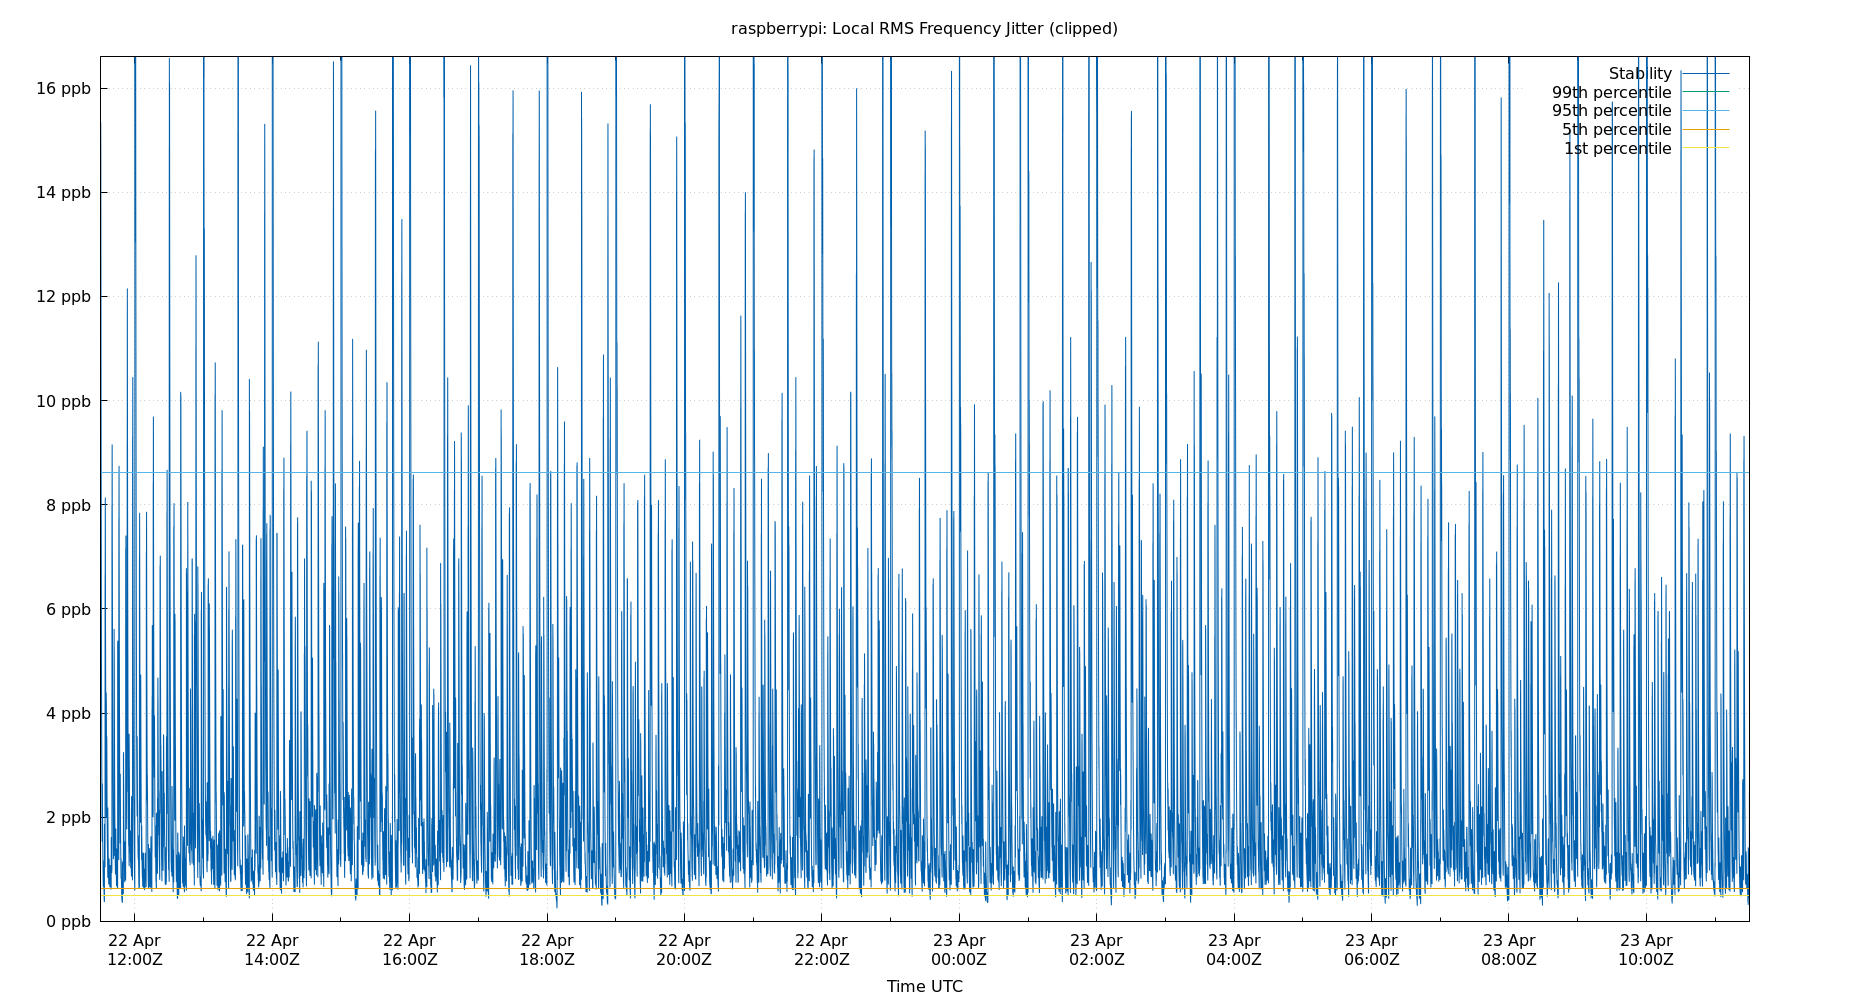 raspberrypi: Local RMS Frequency Jitter (clipped)
16 ppb
14 ppb
12 ppb
10 ppb
8 ppb
6 ppb
4 ppb
2 ppb
0 ppb
Stability
99th percentile
95th percentile
5th percentile
1st percentile
22 Apr 22 Apr 22 Apr 22 Apr 22 Apr 22 Apr 23 Apr 23 Apr 23 Apr 23 Apr 23 Apr 23 Apr
12:00Z 14:00Z 16:00Z 18:00Z 20:00Z 22:00Z 00:00Z 02:00Z 04:00Z 06:00Z 08:00Z 10:00Z
Time UTC